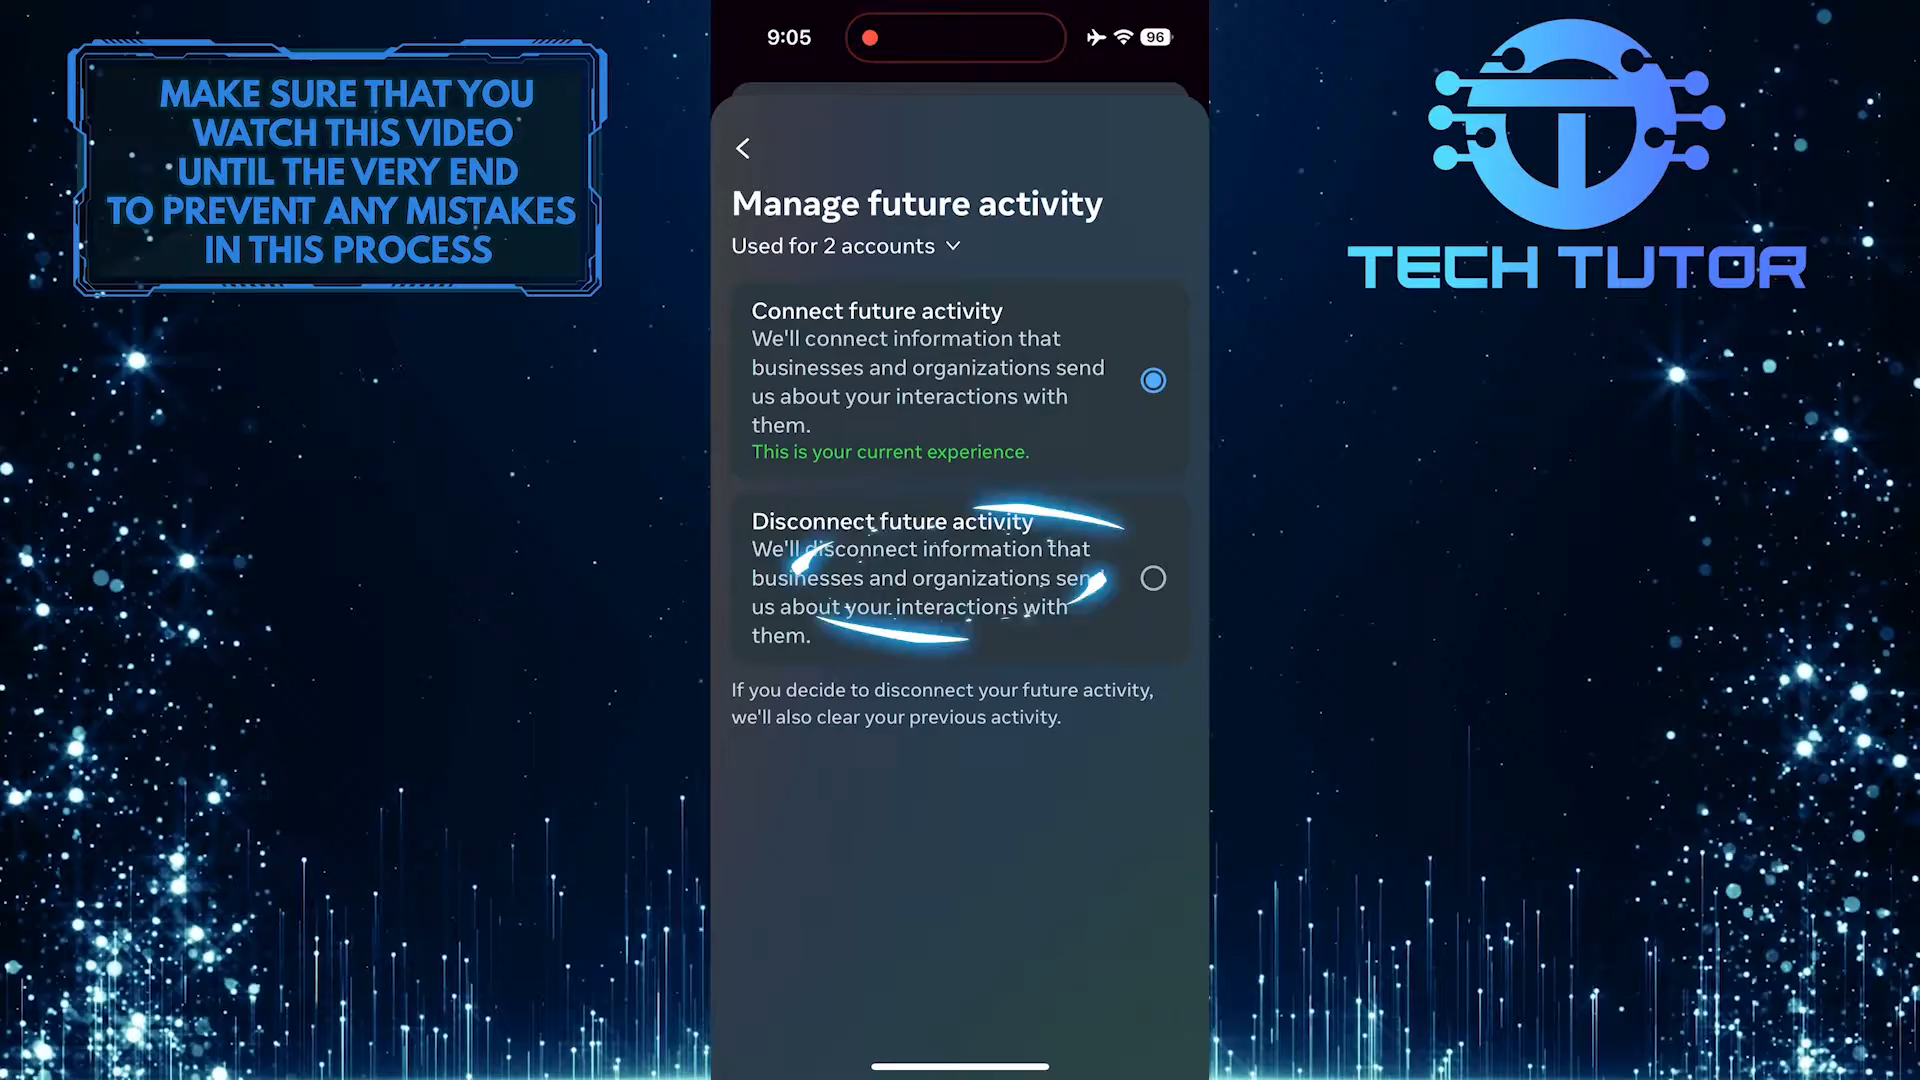 MAKE SURE THAT YOU
WATCH THIS VIDEO
UNTIL THE VERY END
TO PREVENT ANY MISTAKES
IN THIS PROCESS
9:05
96
Manage future activity
Used for 2 accounts
Connect future activity
We'll connect information that
businesses and organizations send
us about your interactions with
them.
This is your current experience.
Disconnect future activity
We'll disconnect information that
businesses and organizations send
us about your interactions with
them.
If you decide to disconnect your future activity,
we'll also clear your previous activity.
TECH TUTOR